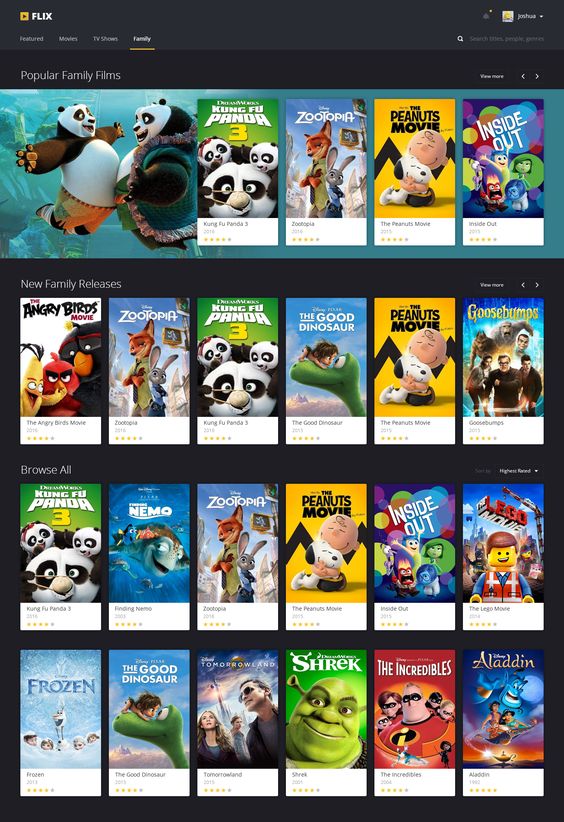 FLIX
Joshua
Featured Movies TV Shows Family
Search titles, people, genres
Popular Family Films
View more
DREAMWORKS
KUNG FU PANDA 3
Disney
ZOOTOPIA
THE PEANUTS MOVIE
INSIDE OUT
Kung Fu Panda 3
2016
Zootopia
2016
The Peanuts Movie
2015
Inside Out
2015
New Family Releases
View more
THE ANGRY BIRDS MOVIE
Disney
ZOOTOPIA
DREAMWORKS
KUNG FU PANDA 3
Disney PIXAR
THE GOOD DINOSAUR
THE PEANUTS MOVIE
Goosebumps
The Angry Birds Movie
2016
Zootopia
2016
Kung Fu Panda 3
2016
The Good Dinosaur
2015
The Peanuts Movie
2015
Goosebumps
2015
Browse All
Sort by Highest Rated
DREAMWORKS
KUNG FU PANDA 3
PIXAR
FINDING NEMO
Disney
ZOOTOPIA
THE PEANUTS MOVIE
INSIDE OUT
THE LEGO MOVIE
Kung Fu Panda 3
2016
Finding Nemo
2003
Zootopia
2016
The Peanuts Movie
2015
Inside Out
2015
The Lego Movie
2014
Disney
FROZEN
Disney PIXAR
THE GOOD DINOSAUR
Disney
TOMORROWLAND
DREAMWORKS
SHREK
THE INCREDIBLES
Disney
Aladdin
Frozen
2013
The Good Dinosaur
2015
Tomorrowland
2015
Shrek
2001
The Incredibles
2004
Aladdin
1992